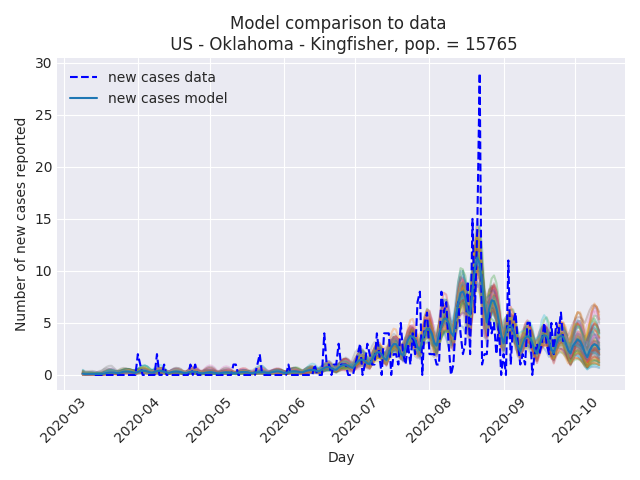 Model comparison to data
US - Oklahoma - Kingfisher, pop. = 15765
new cases data
new cases model
Number of new cases reported
30
25
20
15
10
5
0
2020-03
2020-04
2020-05
2020-06
2020-07
2020-08
2020-09
2020-10
Day